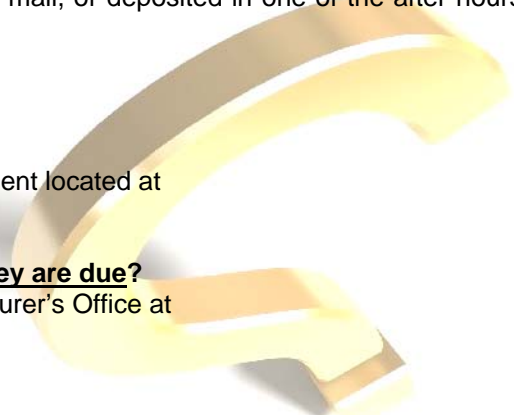 mail, or deposited in one of the after hours
ent located at
ey are due?
urer's Office at